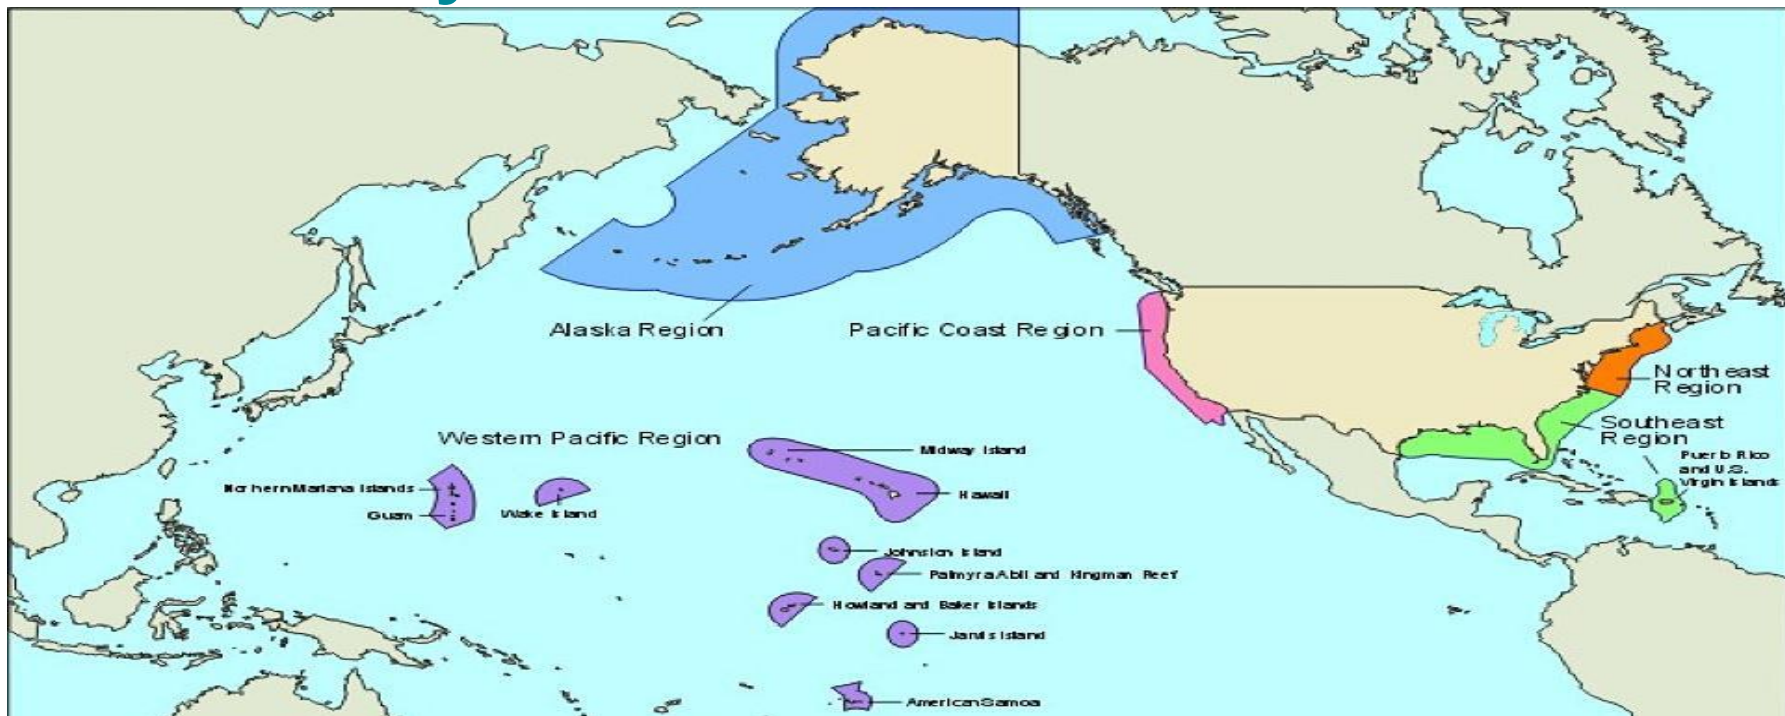 Alaska Region
Pacific Coast Region
Northeast
Region
Southeast
Region
Puerto Rico
and U.S.
Virgin Islands
Western Pacific Region
Midway Island
Northern Mariana Islands
Hawaii
Guam
Wake Island
Johnston Island
Palmyra Atoll and Kingman Reef
Howland and Baker Islands
Jarvis Island
American Samoa